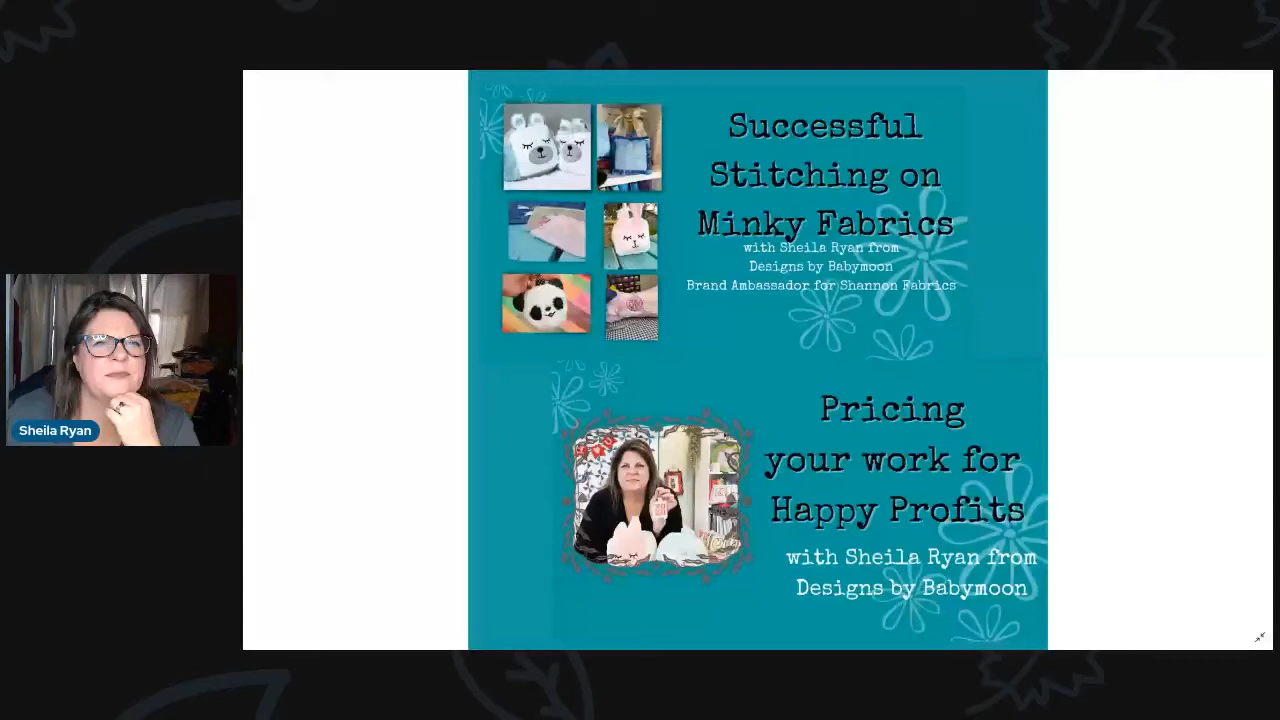 Successful
Stitching on
Minky Fabrics
with Sheila Ryan from
Designs by Babymoon
Brand Ambassador for Shannon Fabrics
Pricing
your work for
Happy Profits
with Sheila Ryan from
Designs by Babymoon
Sheila Ryan